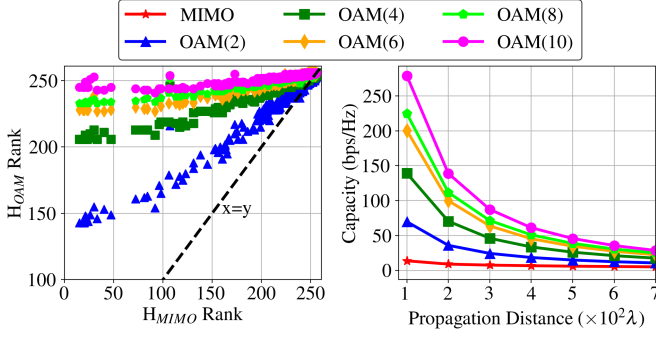 MIMO OAM(4) OAM(8)
OAM(2) OAM(6) OAM(10)
H_OAM Rank
250
200
150
100
x=y
0 50 100 150 200 250
H_MIMO Rank
Capacity (bps/Hz)
250
200
150
100
50
0
1 2 3 4 5 6 7
Propagation Distance (×10²λ)